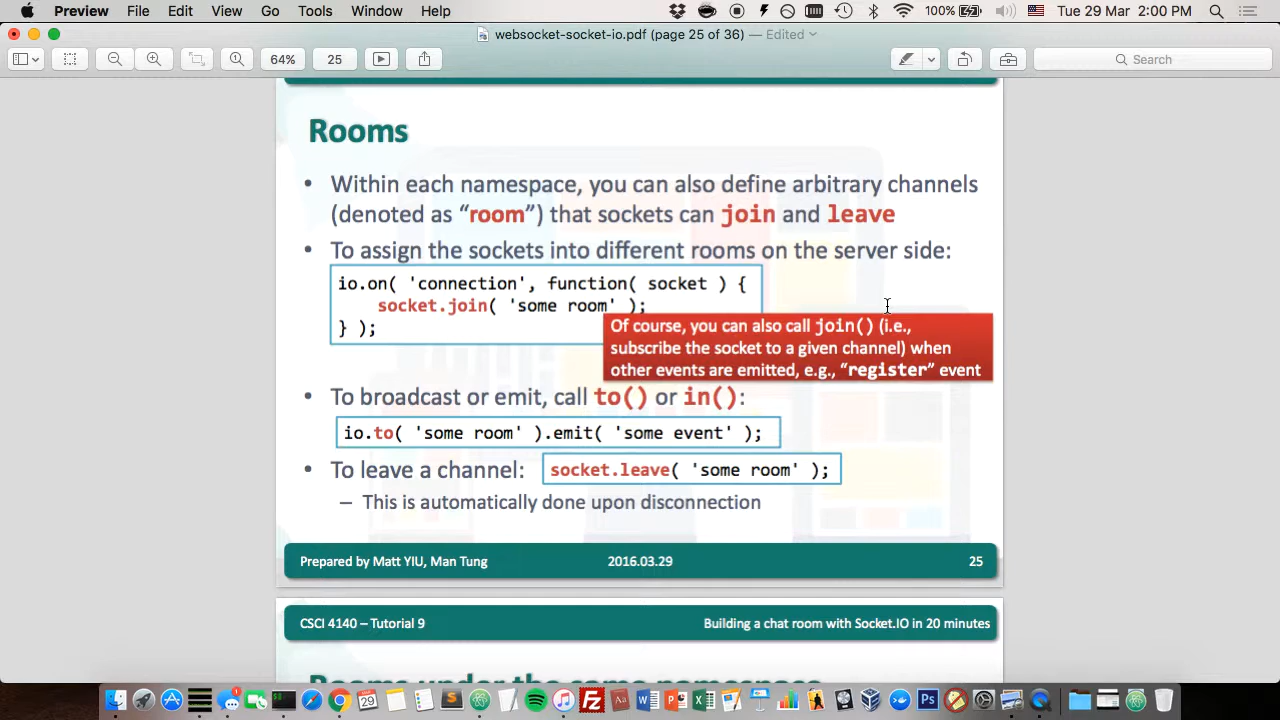 Preview File Edit View Go Tools Window Help 100% Tue 29 Mar 2:00 PM
websocket-socket-io.pdf (page 25 of 36) — Edited
64% 25 Search
Rooms
• Within each namespace, you can also define arbitrary channels
(denoted as “room”) that sockets can join and leave
• To assign the sockets into different rooms on the server side:
io.on( 'connection', function( socket ) {
socket.join( 'some room' );
} );
Of course, you can also call join() (i.e.,
subscribe the socket to a given channel) when
other events are emitted, e.g., “register” event
• To broadcast or emit, call to() or in():
io.to( 'some room' ).emit( 'some event' );
• To leave a channel: socket.leave( 'some room' );
– This is automatically done upon disconnection
Prepared by Matt YIU, Man Tung 2016.03.29 25
CSCI 4140 – Tutorial 9 Building a chat room with Socket.IO in 20 minutes
Rooms under the same namespace